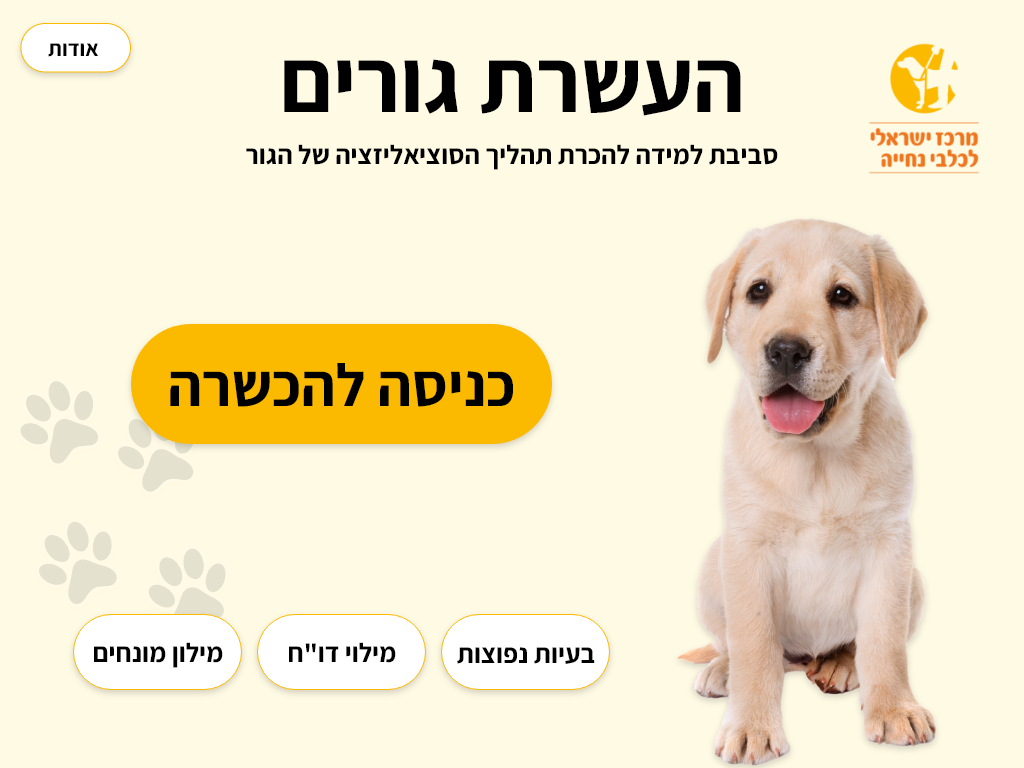 אודות
העשרת גורים
סביבת למידה להכרת תהליך הסוציאליזציה של הגור
מרכז ישראלי
לכלבי נחייה
כניסה להכשרה
בעיות נפוצות
מילוי דו"ח
מילון מונחים